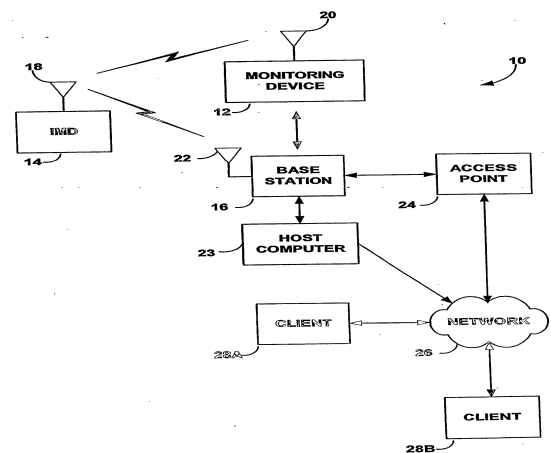 20
18
10
MONITORING
DEVICE
12
IMD
14
22
BASE
STATION
16
ACCESS
POINT
24
HOST
COMPUTER
23
CLIENT
28A
NETWORK
26
CLIENT
28B